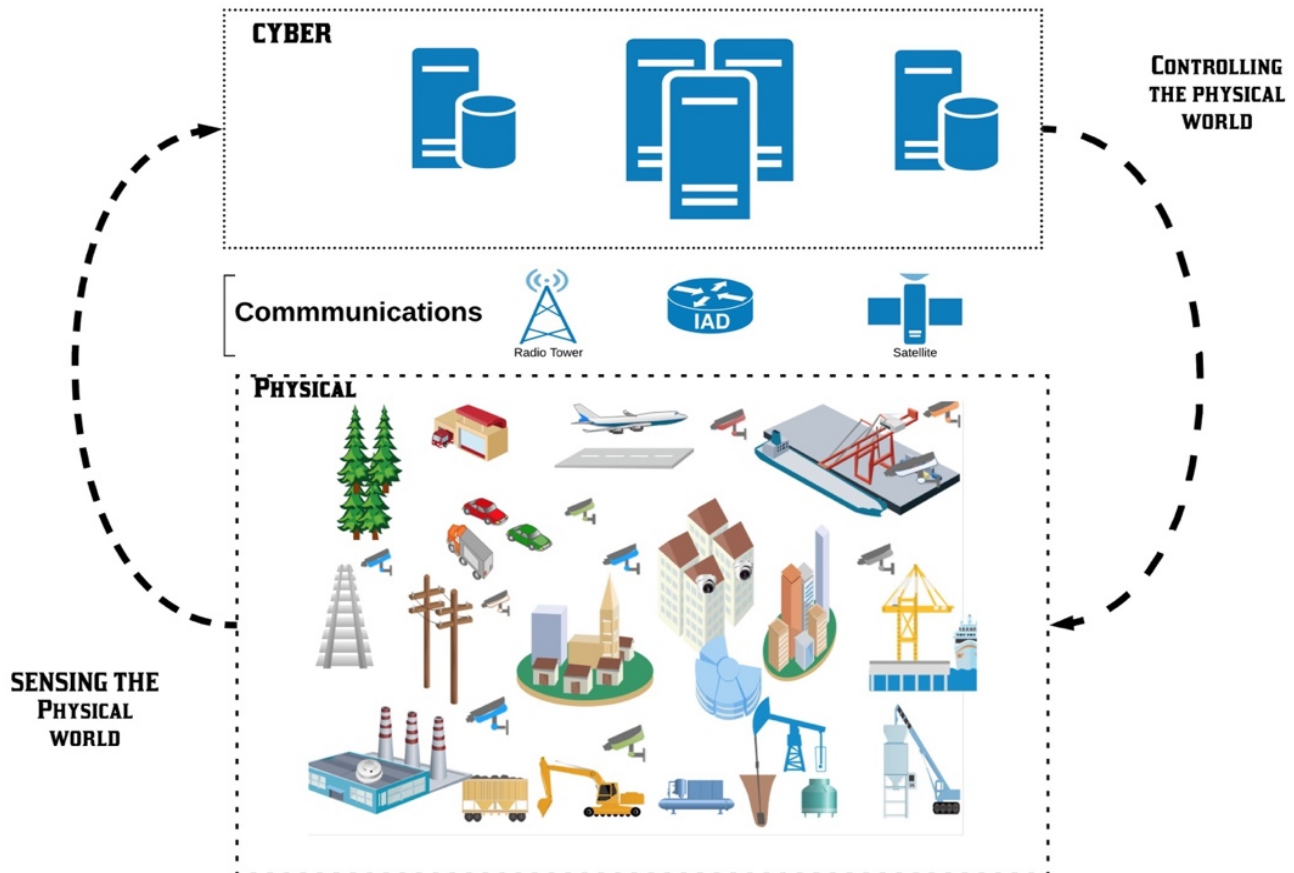 CYBER
CONTROLLING
THE PHYSICAL
WORLD
Commmunications
IAD
Radio Tower
Satellite
PHYSICAL
SENSING THE
PHYSICAL
WORLD